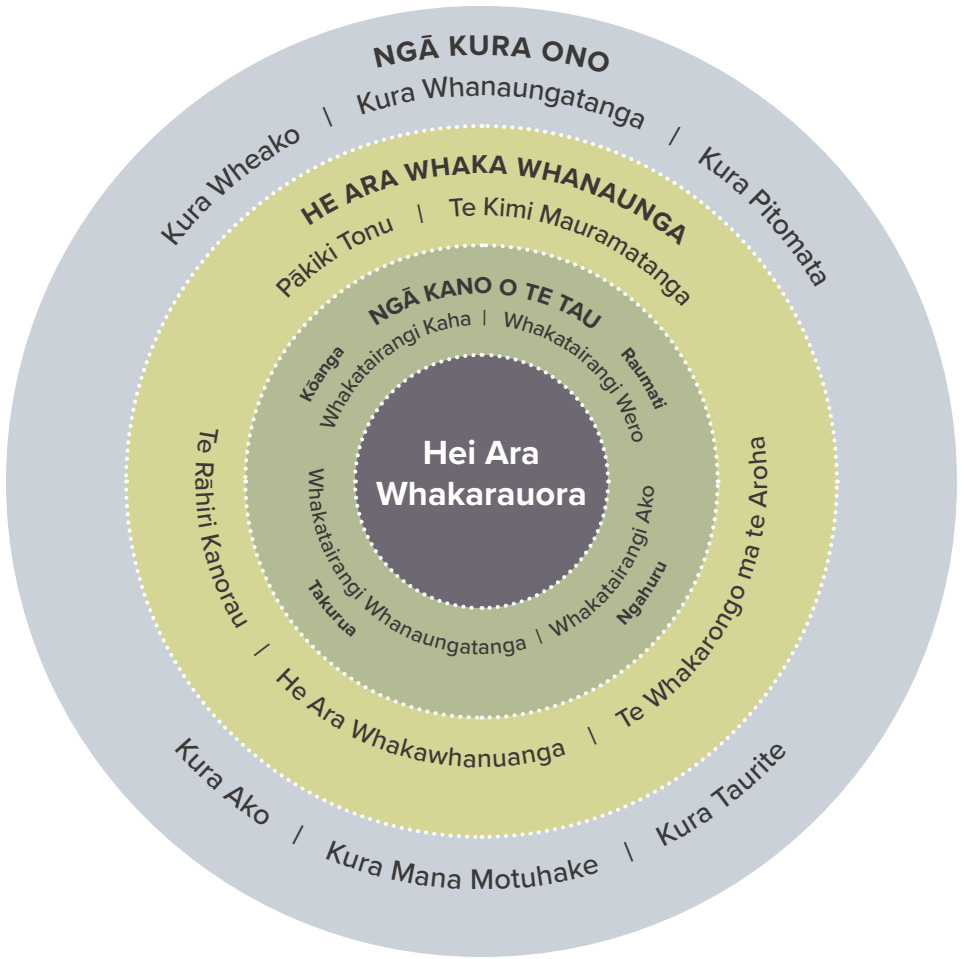 NGĀ KURA ONO
Kura Wheako | Kura Whanaungatanga | Kura Pitomata
HE ARA WHAKA WHANAUNGA
Pākiki Tonu | Te Kimi Mauramatanga
NGĀ KANO O TE TAU
Whakatairangi Kaha | Whakatairangi Wero
Kōanga
Raumati
Hei Ara
Whakarauora
Whakatairangi Whanaungatanga | Whakatairangi Ako
Takurua
Ngahuru
Te Rāhiri Kanorau | He Ara Whakawhanuanga | Te Whakarongo ma te Aroha
Kura Ako | Kura Mana Motuhake | Kura Taurite